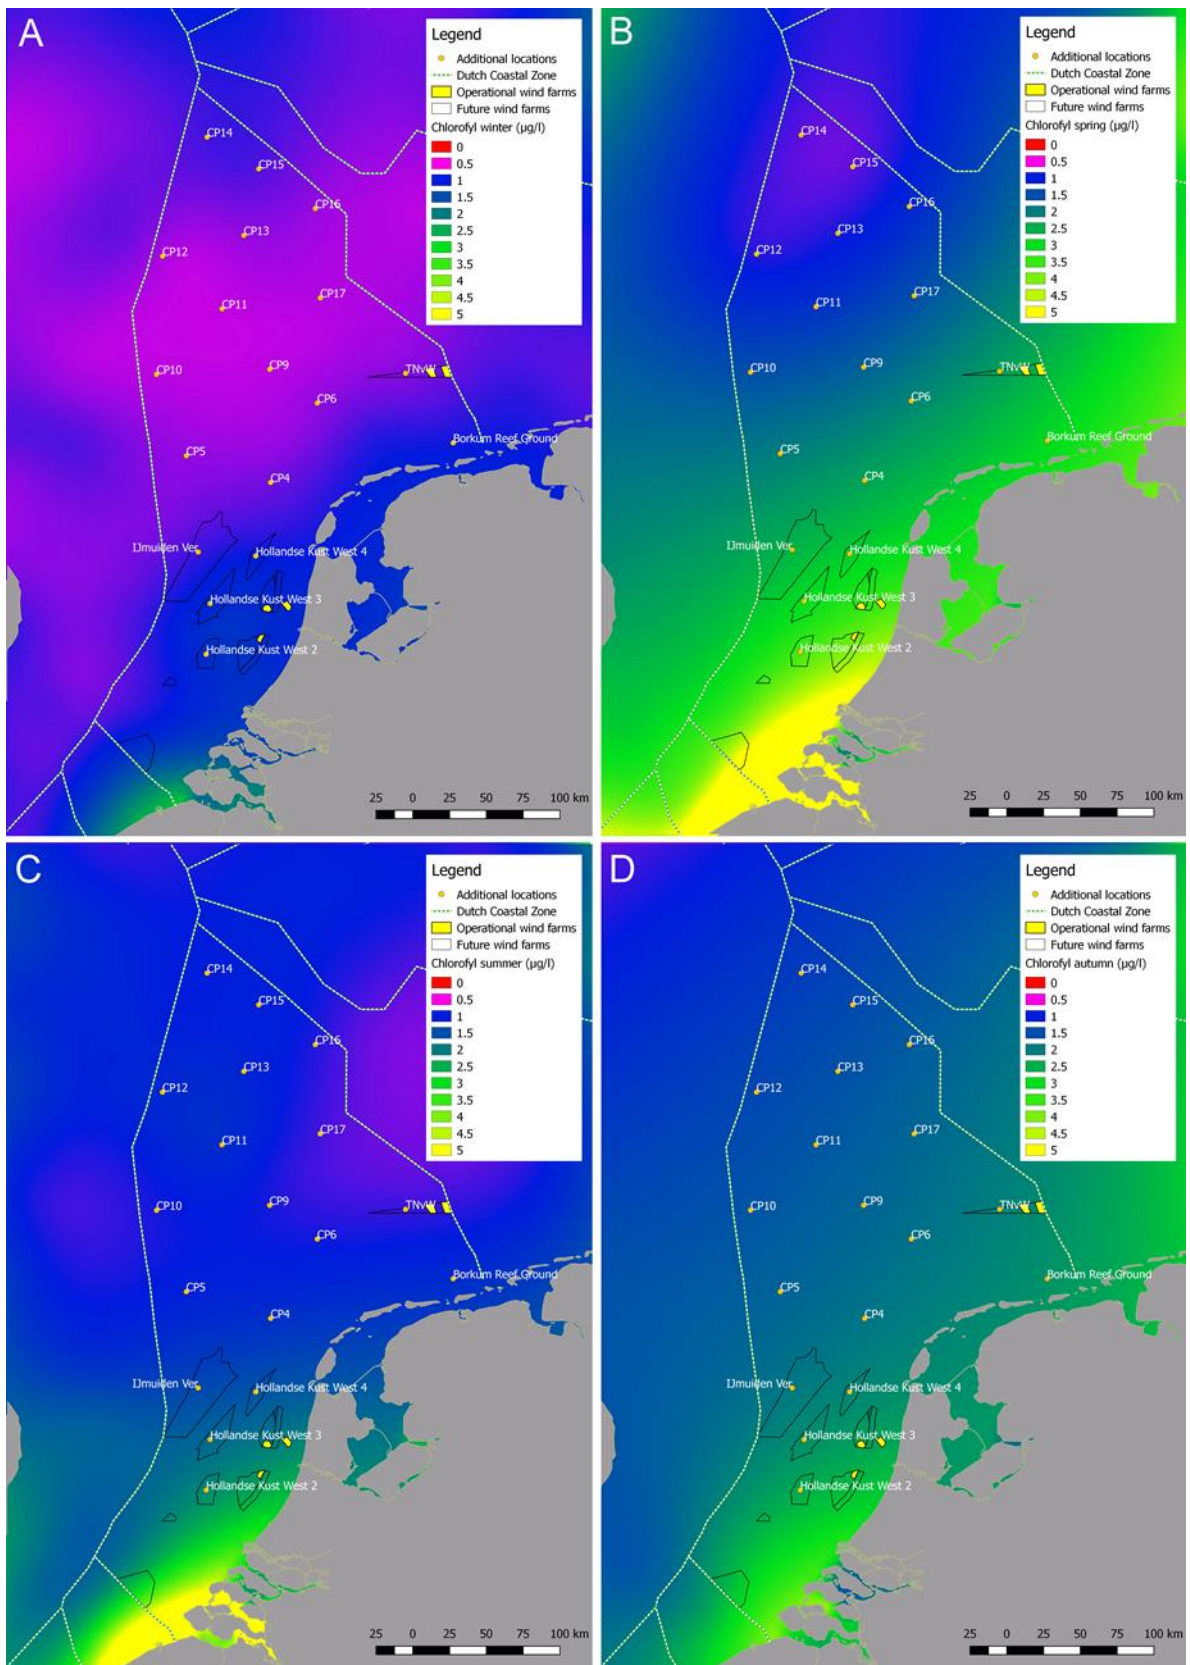 A
Legend
Additional locations
Dutch Coastal Zone
Operational wind farms
Future wind farms
Chlorofyl winter (µg/l)
0
0.5
1
1.5
2
2.5
3
3.5
4
4.5
5
CP14
CP15
CP16
CP13
CP12
CP17
CP11
CP9
CP10
TNvW
CP6
Borkum Reef Ground
CP5
CP4
IJmuiden Ver
Hollandse Kust West 4
Hollandse Kust West 3
Hollandse Kust West 2
25 0 25 50 75 100 km
B
Legend
Additional locations
Dutch Coastal Zone
Operational wind farms
Future wind farms
Chlorofyl spring (µg/l)
0
0.5
1
1.5
2
2.5
3
3.5
4
4.5
5
CP14
CP15
CP16
CP13
CP12
CP17
CP11
CP9
CP10
TNvW
CP6
Borkum Reef Ground
CP5
CP4
IJmuiden Ver
Hollandse Kust West 4
Hollandse Kust West 3
Hollandse Kust West 2
25 0 25 50 75 100 km
C
Legend
Additional locations
Dutch Coastal Zone
Operational wind farms
Future wind farms
Chlorofyl summer (µg/l)
0
0.5
1
1.5
2
2.5
3
3.5
4
4.5
5
CP14
CP15
CP16
CP13
CP12
CP17
CP11
CP9
CP10
TNvW
CP6
Borkum Reef Ground
CP5
CP4
IJmuiden Ver
Hollandse Kust West 4
Hollandse Kust West 3
Hollandse Kust West 2
25 0 25 50 75 100 km
D
Legend
Additional locations
Dutch Coastal Zone
Operational wind farms
Future wind farms
Chlorofyl autumn (µg/l)
0
0.5
1
1.5
2
2.5
3
3.5
4
4.5
5
CP14
CP15
CP16
CP13
CP12
CP17
CP11
CP9
CP10
TNvW
CP6
Borkum Reef Ground
CP5
CP4
IJmuiden Ver
Hollandse Kust West 4
Hollandse Kust West 3
Hollandse Kust West 2
25 0 25 50 75 100 km